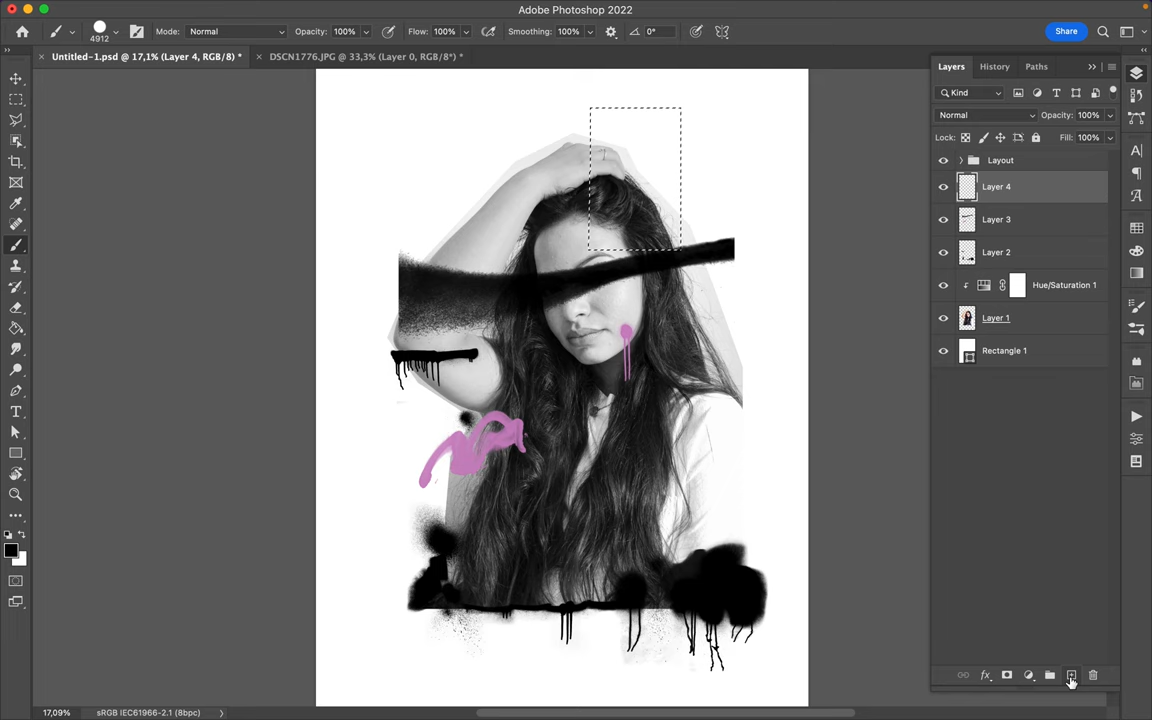 Adobe Photoshop 2022
4912
Mode: Normal
Opacity: 100%
Flow: 100%
Smoothing: 100%
0°
Share
× Untitled-1.psd @ 17,1% (Layer 4, RGB/8) *
× DSCN1776.JPG @ 33,3% (Layer 0, RGB/8*) *
Layers
History
Paths
Kind
Normal
Opacity: 100%
Lock:
Fill: 100%
Layout
Layer 4
Layer 3
Layer 2
Hue/Saturation 1
Layer 1
Rectangle 1
fx
17,09%
sRGB IEC61966-2.1 (8bpc)